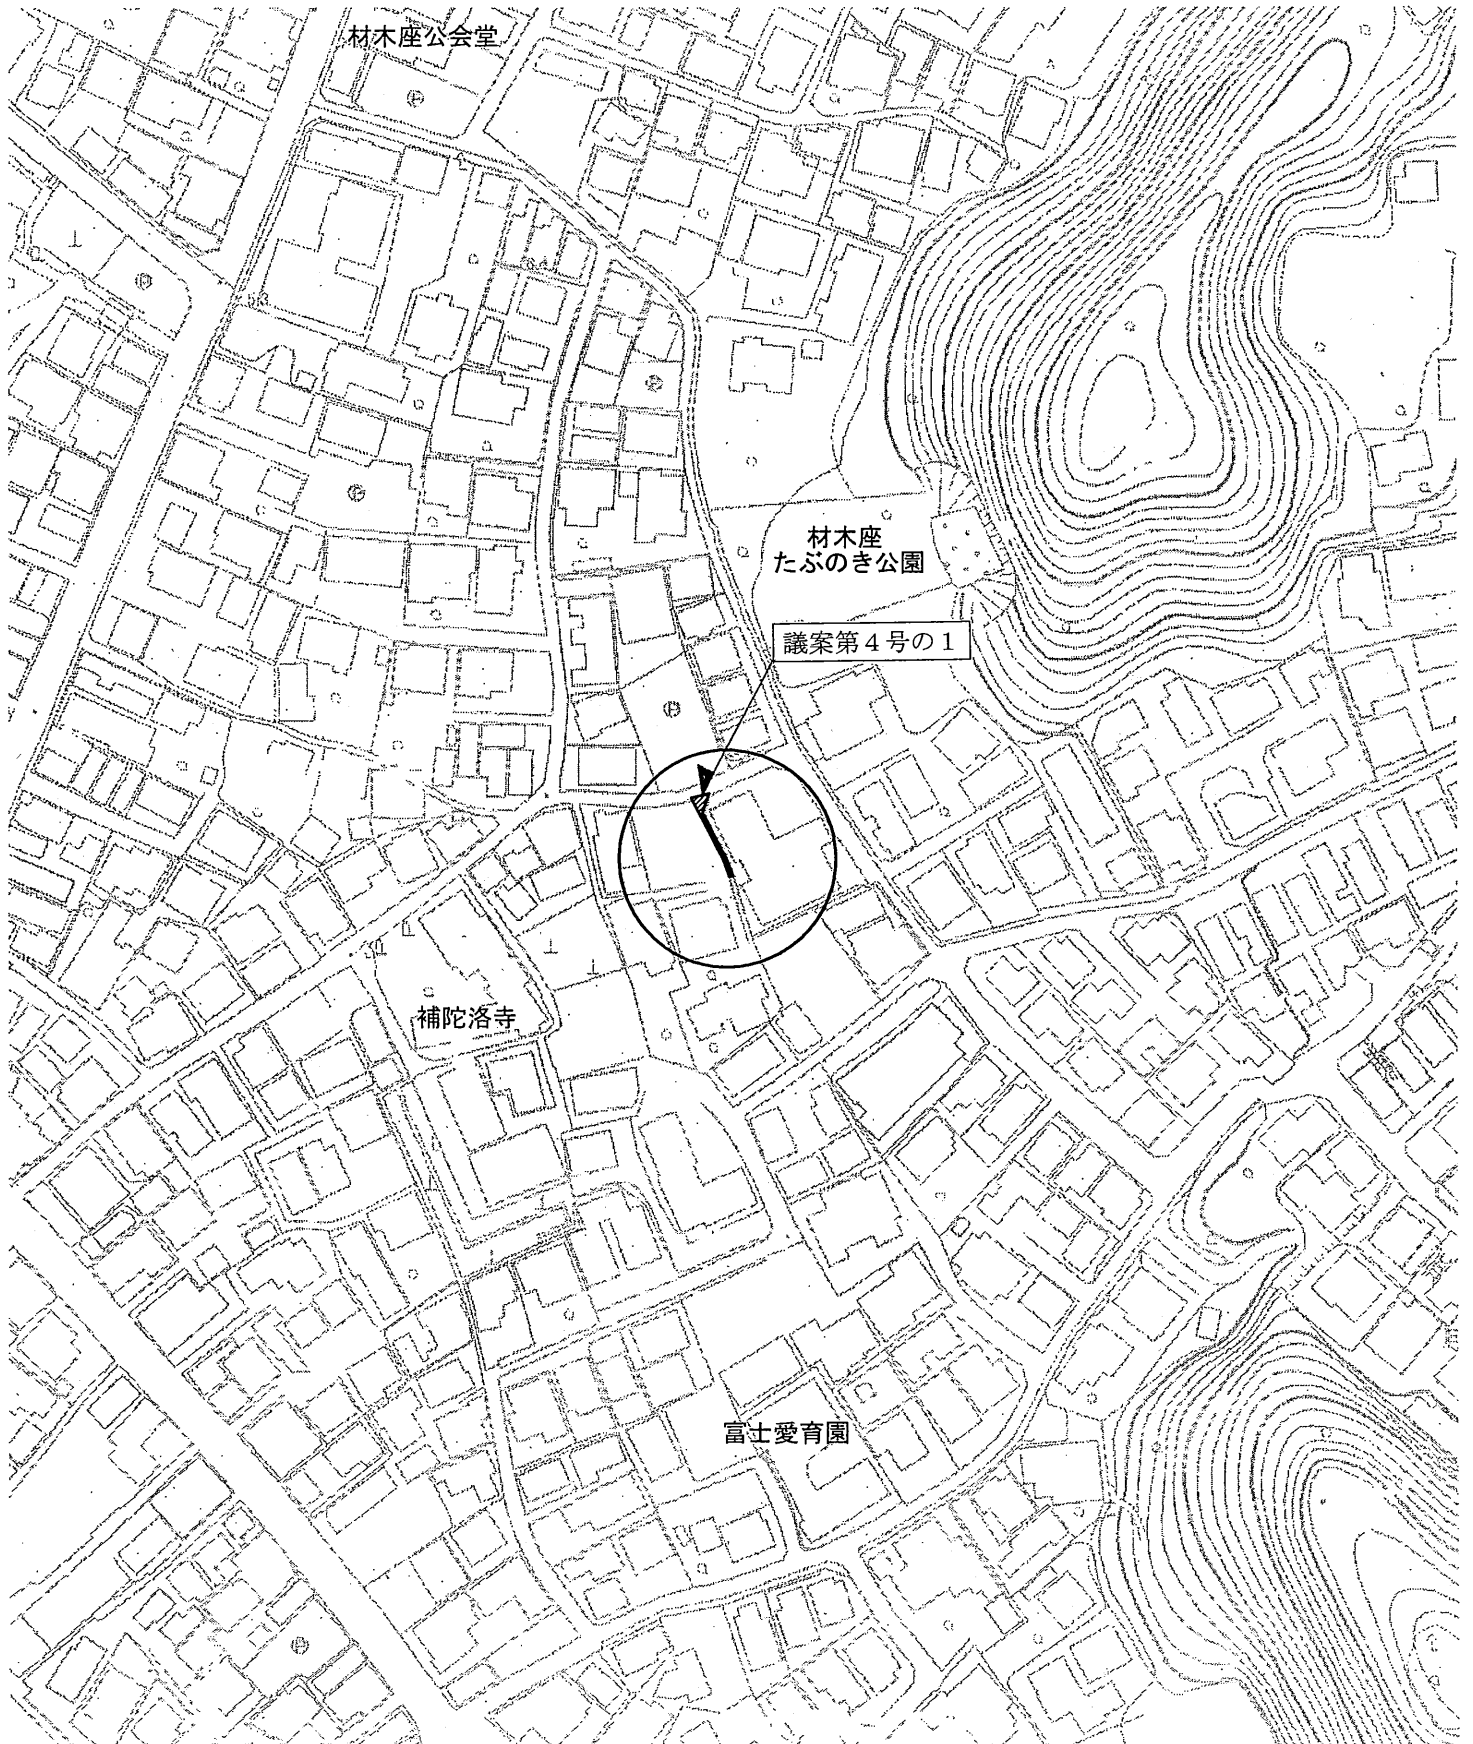 材木座公会堂
材木座
たぶのき公園
議案第4号の1
補陀洛寺
富士愛育園